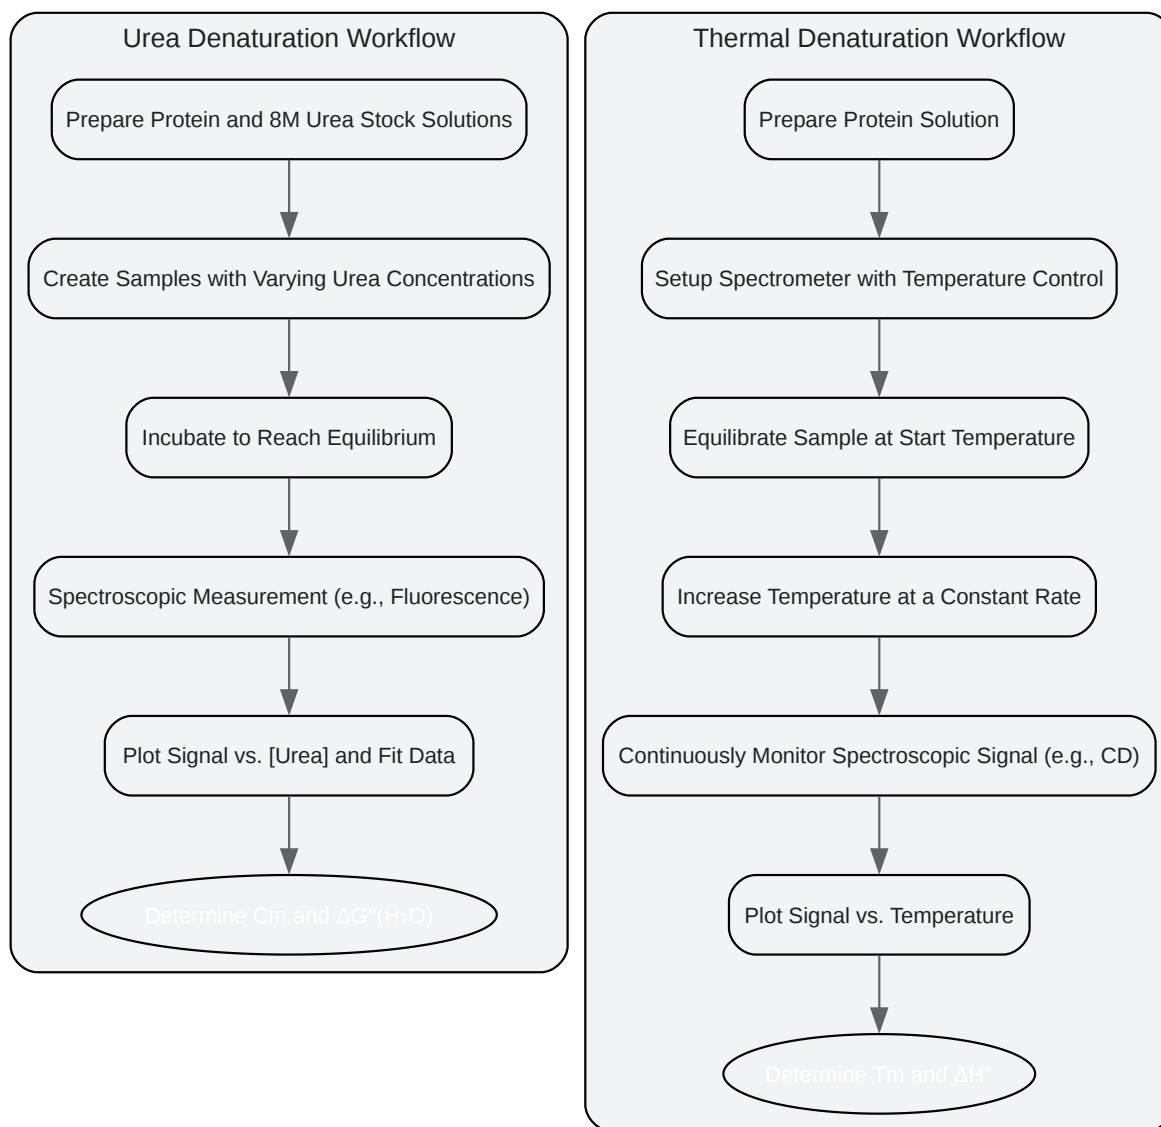 Urea Denaturation Workflow
Prepare Protein and 8M Urea Stock Solutions
Create Samples with Varying Urea Concentrations
Incubate to Reach Equilibrium
Spectroscopic Measurement (e.g., Fluorescence)
Plot Signal vs. [Urea] and Fit Data
Determine Cm and ΔG°(H₂O)
Thermal Denaturation Workflow
Prepare Protein Solution
Setup Spectrometer with Temperature Control
Equilibrate Sample at Start Temperature
Increase Temperature at a Constant Rate
Continuously Monitor Spectroscopic Signal (e.g., CD)
Plot Signal vs. Temperature
Determine Tm and ΔH°